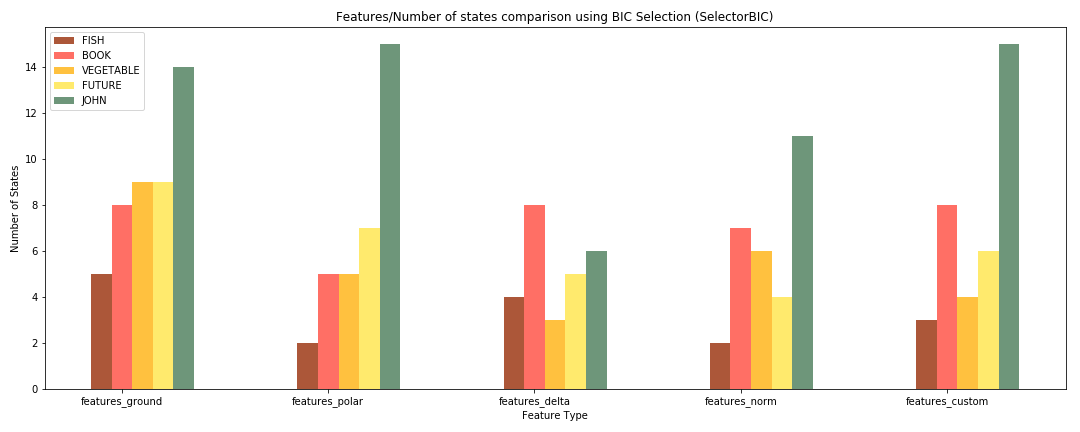 Features/Number of states comparison using BIC Selection (SelectorBIC)
FISH
BOOK
VEGETABLE
FUTURE
JOHN
Number of States
14
12
10
8
6
4
2
0
features_ground features_polar features_delta features_norm features_custom
Feature Type